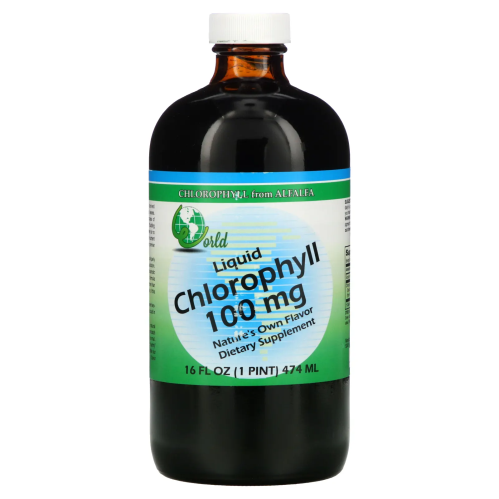 CHLOROPHYLL from ALFALFA
World
Liquid
Chlorophyll
100 mg
Nature's Own Flavor
Dietary Supplement
16 FL OZ (1 PINT) 474 ML